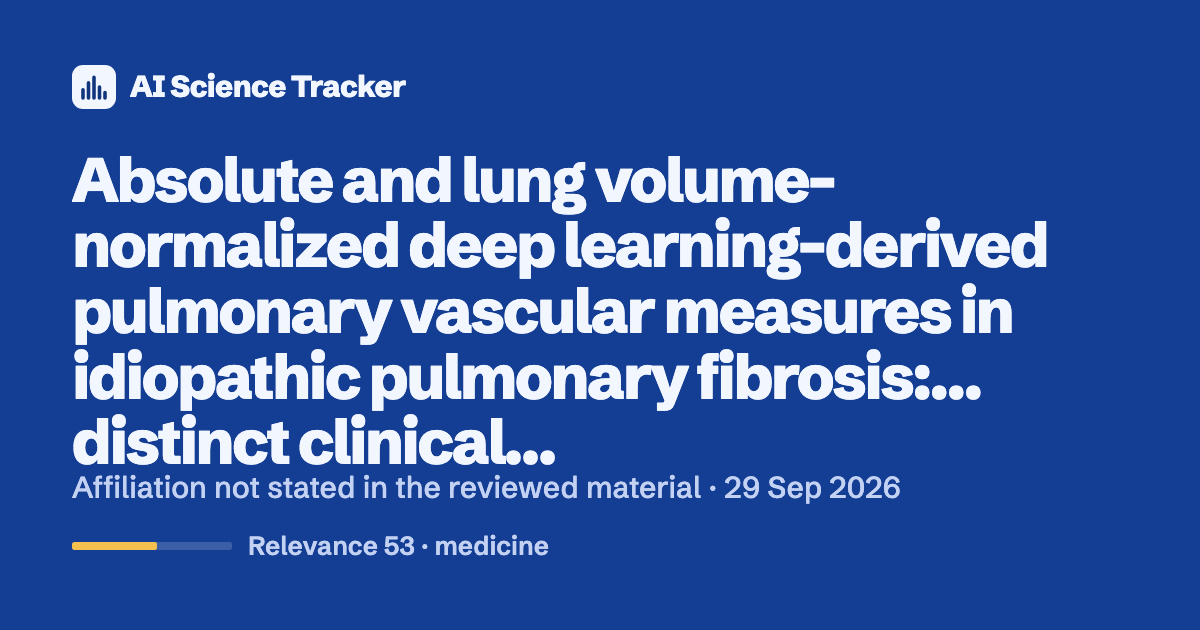 AI Science Tracker
Absolute and lung volume-
normalized deep learning-derived
pulmonary vascular measures in
idiopathic pulmonary fibrosis:...
distinct clinical...
Affiliation not stated in the reviewed material · 29 Sep 2026
Relevance 53 · medicine